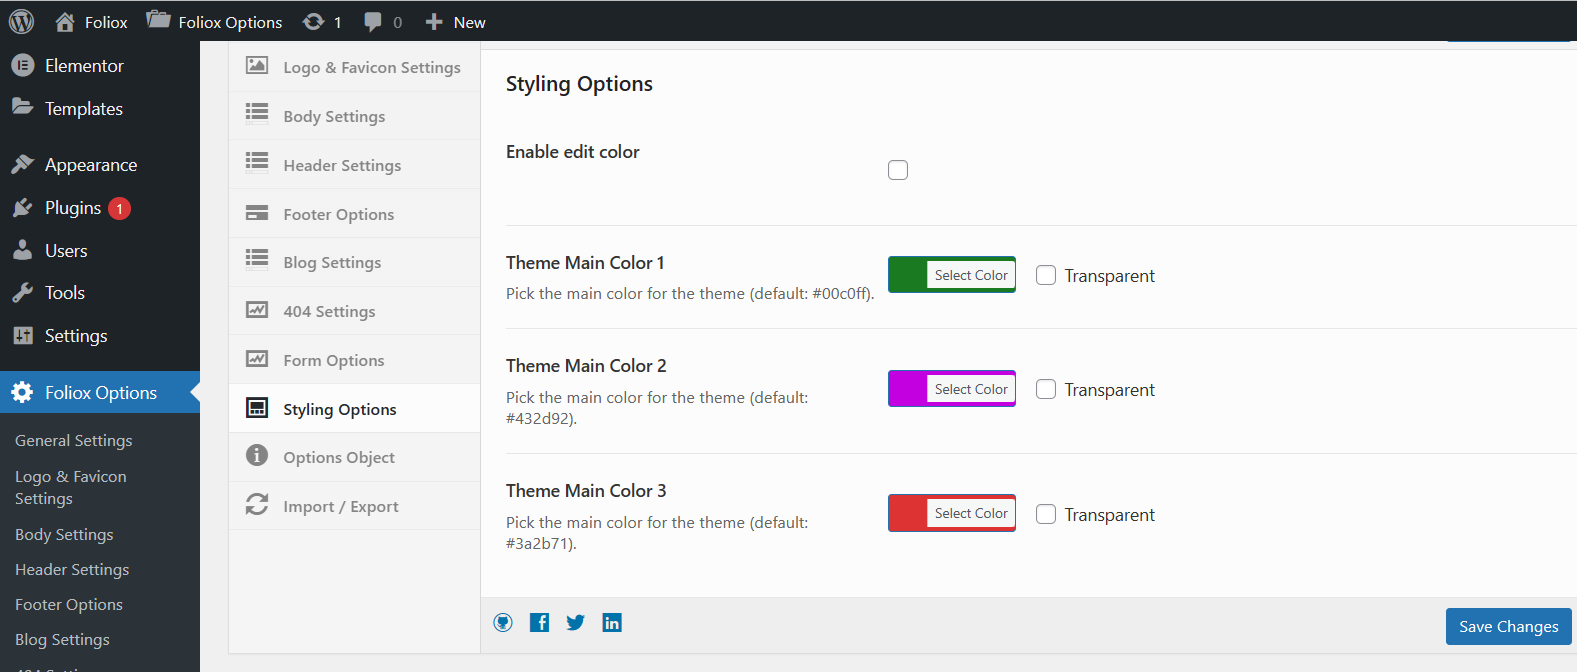 Foliox
Foliox Options
1
0
New
Elementor
Templates
Appearance
Plugins 1
Users
Tools
Settings
Foliox Options
General Settings
Logo & Favicon
Settings
Body Settings
Header Settings
Footer Options
Blog Settings
Logo & Favicon Settings
Body Settings
Header Settings
Footer Options
Blog Settings
404 Settings
Form Options
Styling Options
Options Object
Import / Export
Styling Options
Enable edit color
Theme Main Color 1
Pick the main color for the theme (default: #00c0ff).
Select Color
Transparent
Theme Main Color 2
Pick the main color for the theme (default:
#432d92).
Select Color
Transparent
Theme Main Color 3
Pick the main color for the theme (default:
#3a2b71).
Select Color
Transparent
Save Changes